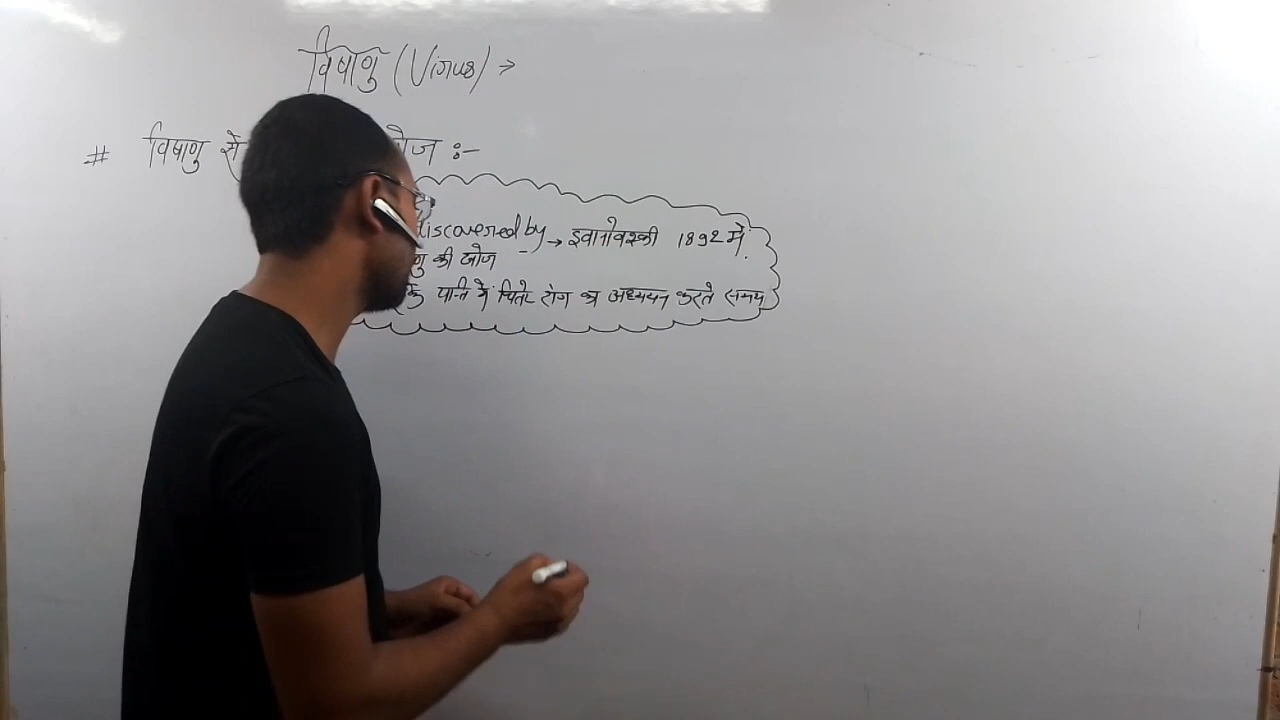 विषाणु (Virus) →
# विषाणु से खोज :-
discovered by → इवानोवस्की 1892 में.
की खोज -
पत्ति में चितेर रोग का अध्ययन करते समय